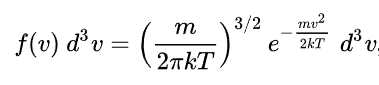 f(v) d³v = (m / 2πkT)^{3/2} e^{-mv²/2kT} d³v,